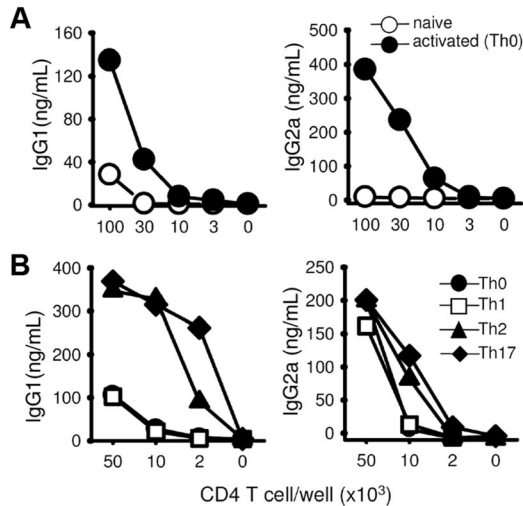 A
IgG1(ng/mL)
160
120
80
40
0
100 30 10 3 0
IgG2a (ng/mL)
500
400
300
200
100
0
100 30 10 3 0
naive
activated (Th0)
B
IgG1(ng/mL)
400
300
200
100
0
50 10 2 0
IgG2a (ng/mL)
250
200
150
100
50
0
50 10 2 0
Th0
Th1
Th2
Th17
CD4 T cell/well (x10³)